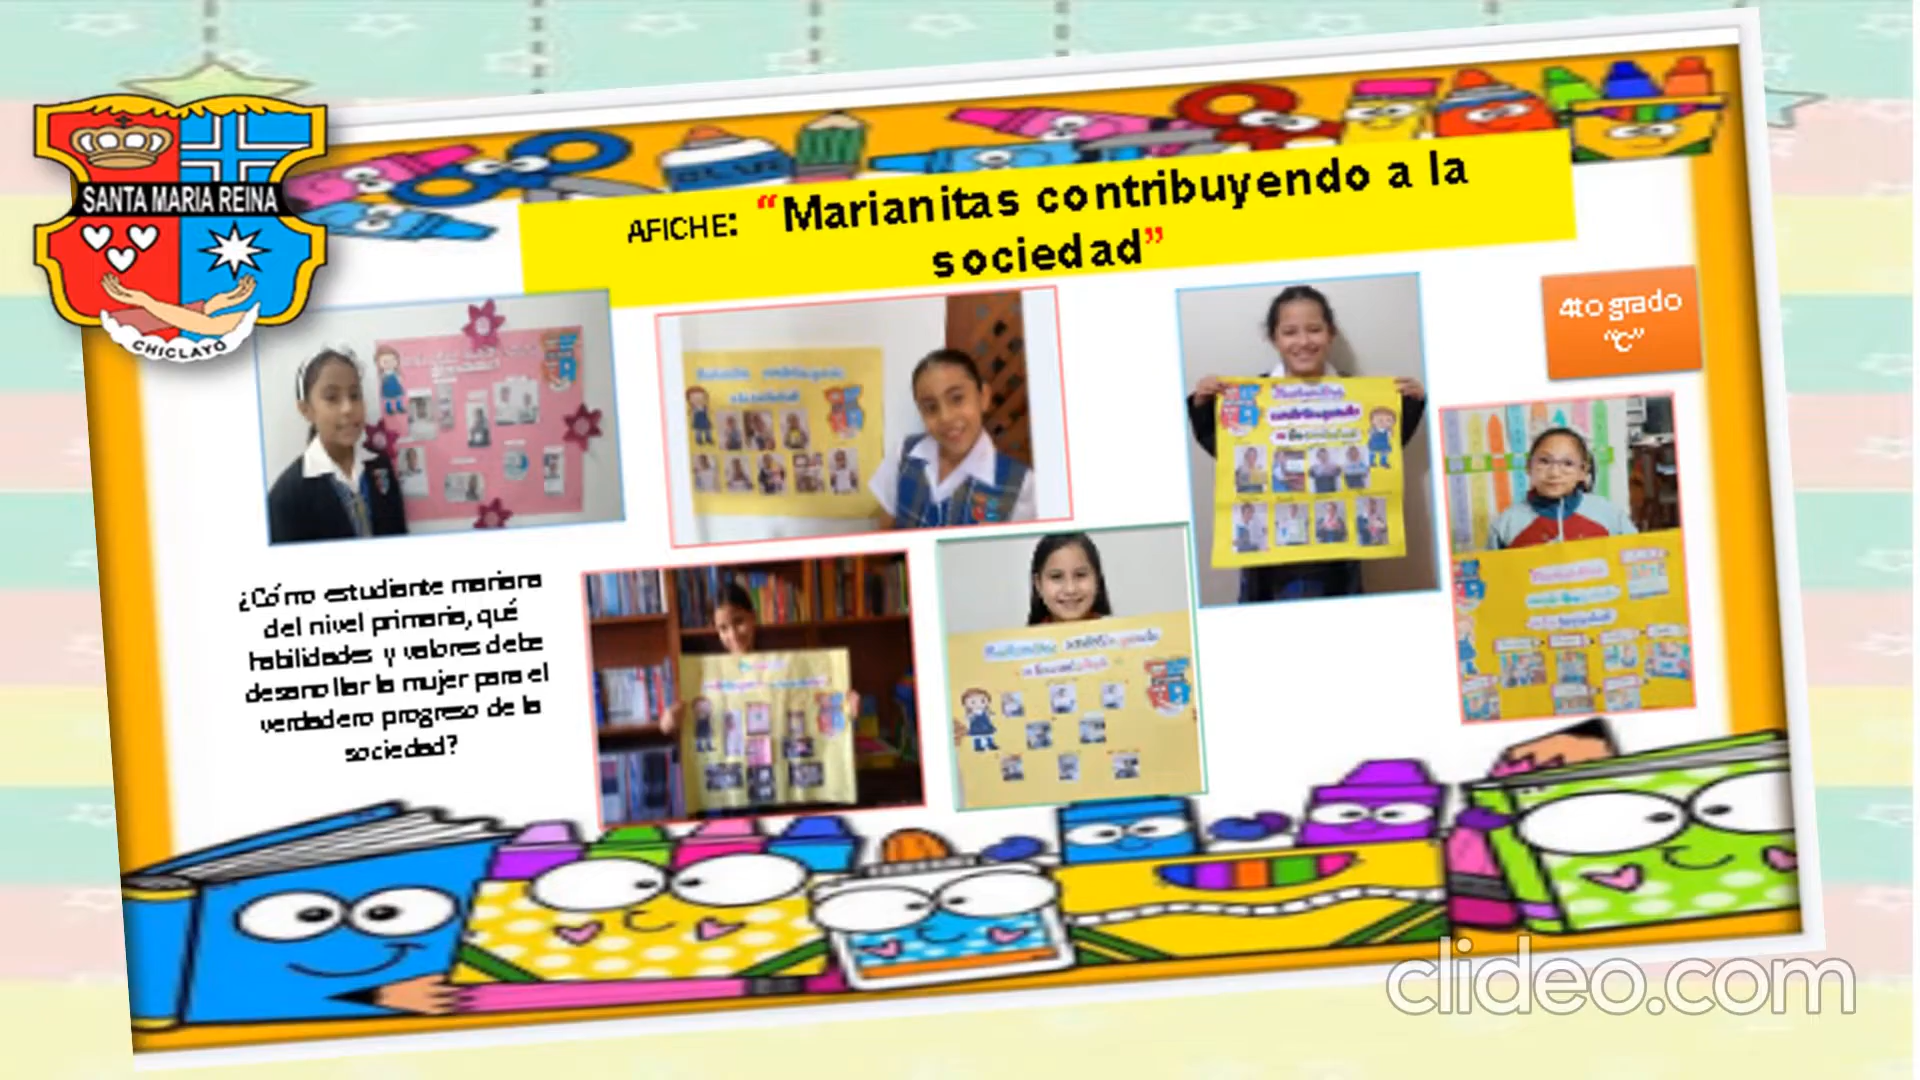 SANTA MARIA REINA
CHICLAYO
AFICHE: “Marianitas contribuyendo a la
sociedad”
4to grado
“C”
¿Cómo estudiante mariana
del nivel primaria, qué
habilidades y valores debe
desarrollar la mujer para el
verdadero progreso de la
sociedad?
clideo.com